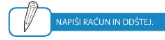 NAPIŠI RAČUN IN ODŠTEJ.